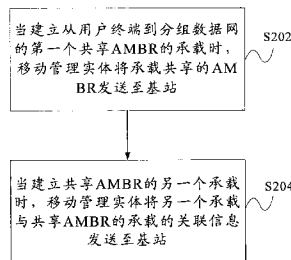 当建立从用户终端到分组数据网
的第一个共享AMBR的承载时，
移动管理实体将承载共享的AM
BR发送至基站
S202
当建立共享AMBR的另一个承载
时，移动管理实体将另一个承载
与共享AMBR的承载的关联信息
发送至基站
S204